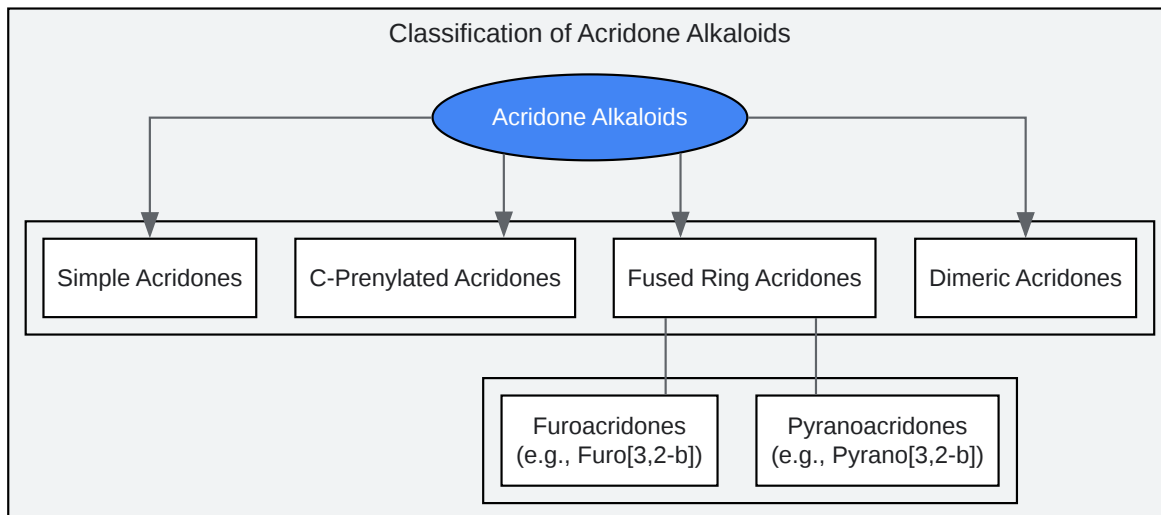 Classification of Acridone Alkaloids
Acridone Alkaloids
Simple Acridones
C-Prenylated Acridones
Fused Ring Acridones
Dimeric Acridones
Furoacridones
(e.g., Furo[3,2-b])
Pyranoacridones
(e.g., Pyrano[3,2-b])